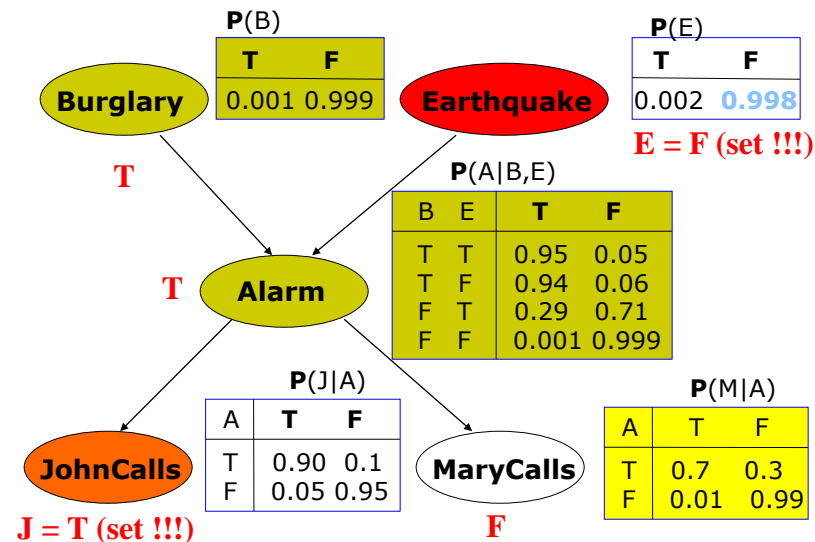 P(B)
T F
0.001 0.999
Burglary
Earthquake
P(E)
T F
0.002 0.998
E = F (set !!!)
T
P(A|B,E)
B E T F
T T 0.95 0.05
T F 0.94 0.06
F T 0.29 0.71
F F 0.001 0.999
T
Alarm
P(J|A)
A T F
T 0.90 0.1
F 0.05 0.95
P(M|A)
A T F
T 0.7 0.3
F 0.01 0.99
JohnCalls
MaryCalls
J = T (set !!!)
F